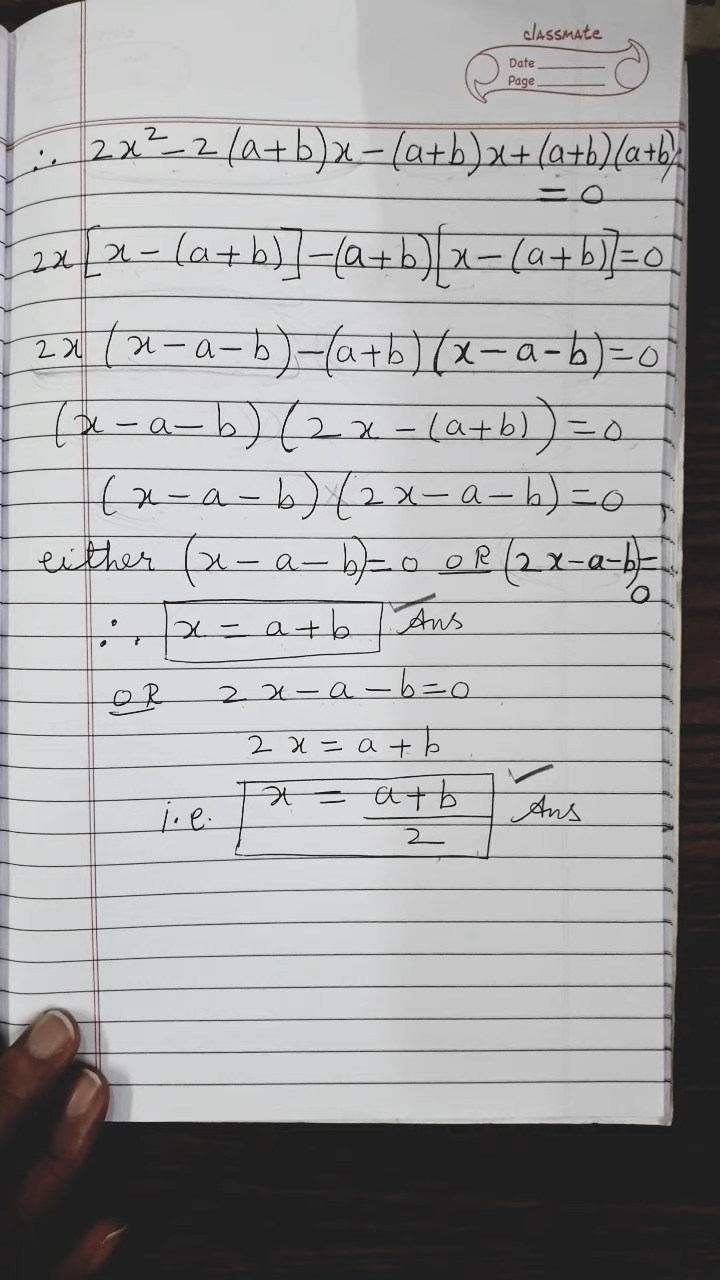 classmate
Date
Page
∴ 2x² - 2(a+b)x - (a+b)x + (a+b)(a+b)
= 0
2x[x - (a+b)] - (a+b)[x - (a+b)] = 0
2x (x - a - b) - (a+b)(x - a - b) = 0
(x - a - b)(2x - (a+b)) = 0
(x - a - b)(2x - a - b) = 0
either (x - a - b) = 0 OR (2x - a - b) =
0
∴. x = a + b ✓ Ans
OR 2x - a - b = 0
2x = a + b
i.e. x = (a + b)/2 ✓ Ans